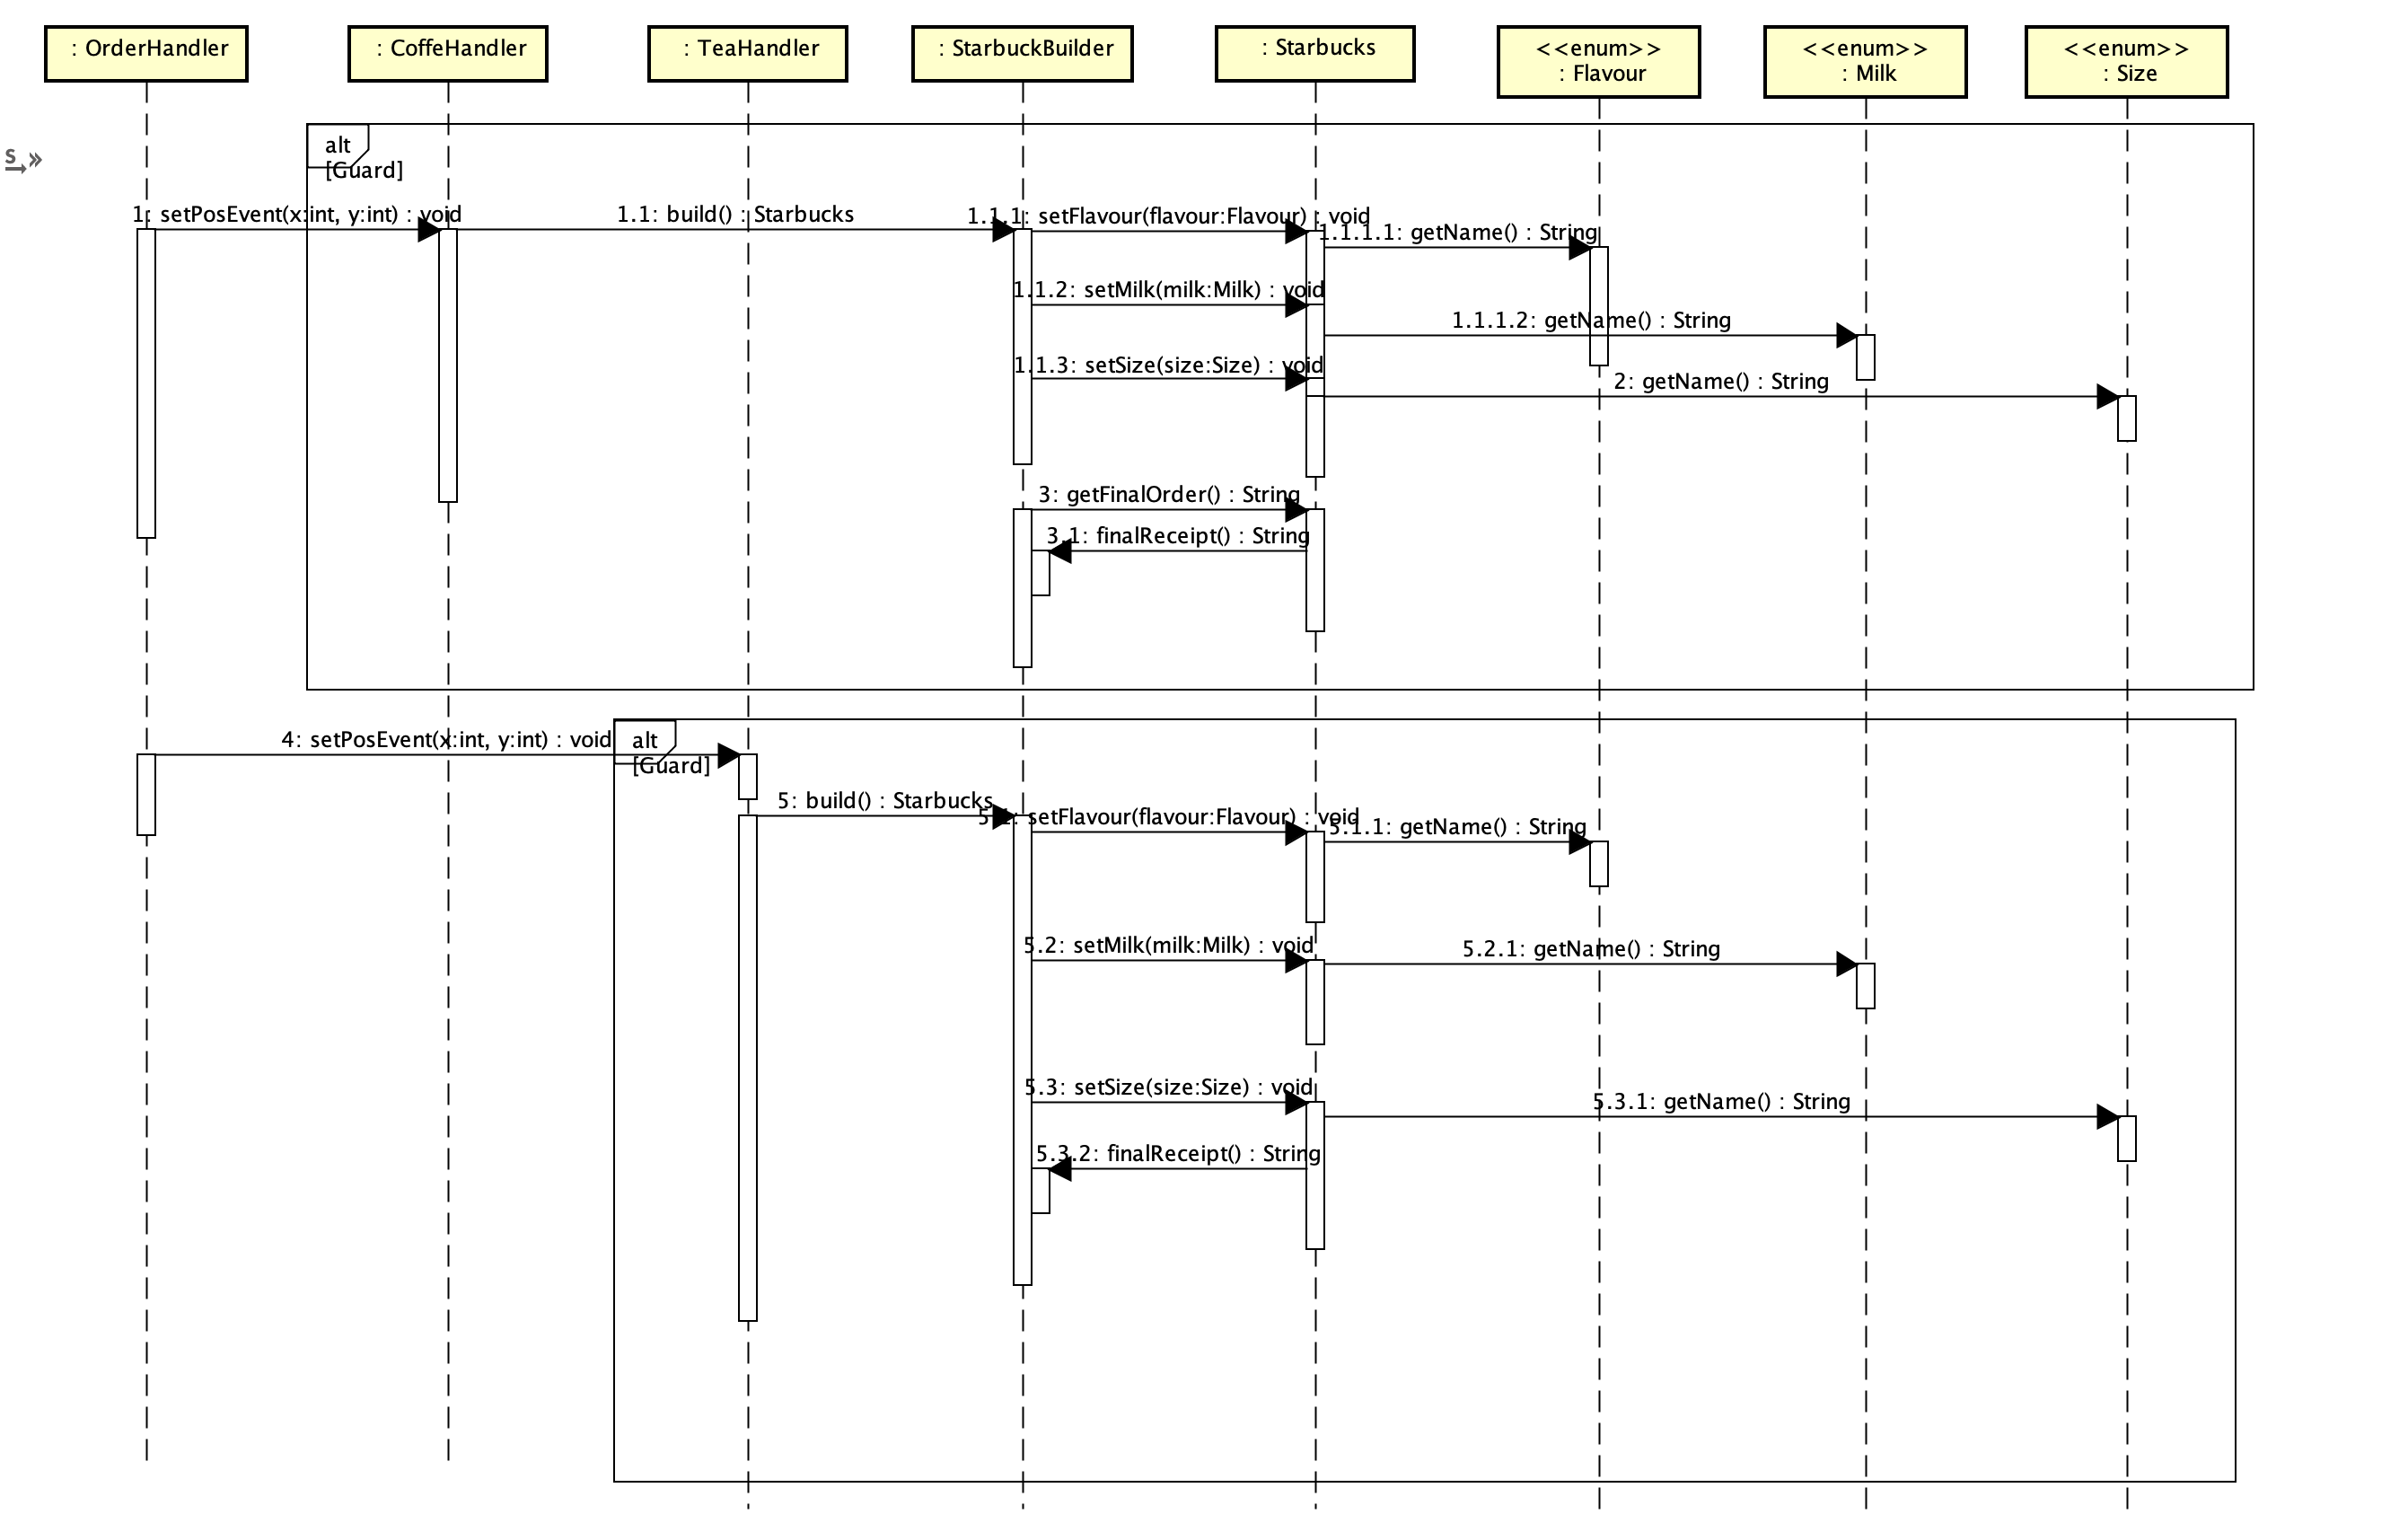 : OrderHandler
: CoffeHandler
: TeaHandler
: StarbuckBuilder
: Starbucks
<<enum>>
: Flavour
<<enum>>
: Milk
<<enum>>
: Size
alt
[Guard]
s
»
1: setPosEvent(x:int, y:int) : void
1.1: build() : Starbucks
1.1.1: setFlavour(flavour:Flavour) : void
1.1.1.1: getName() : String
1.1.2: setMilk(milk:Milk) : void
1.1.1.2: getName() : String
1.1.3: setSize(size:Size) : void
2: getName() : String
3: getFinalOrder() : String
3.1: finalReceipt() : String
4: setPosEvent(x:int, y:int) : void
alt
[Guard]
5: build() : Starbucks
5.1: setFlavour(flavour:Flavour) : void
5.1.1: getName() : String
5.2: setMilk(milk:Milk) : void
5.2.1: getName() : String
5.3: setSize(size:Size) : void
5.3.1: getName() : String
5.3.2: finalReceipt() : String